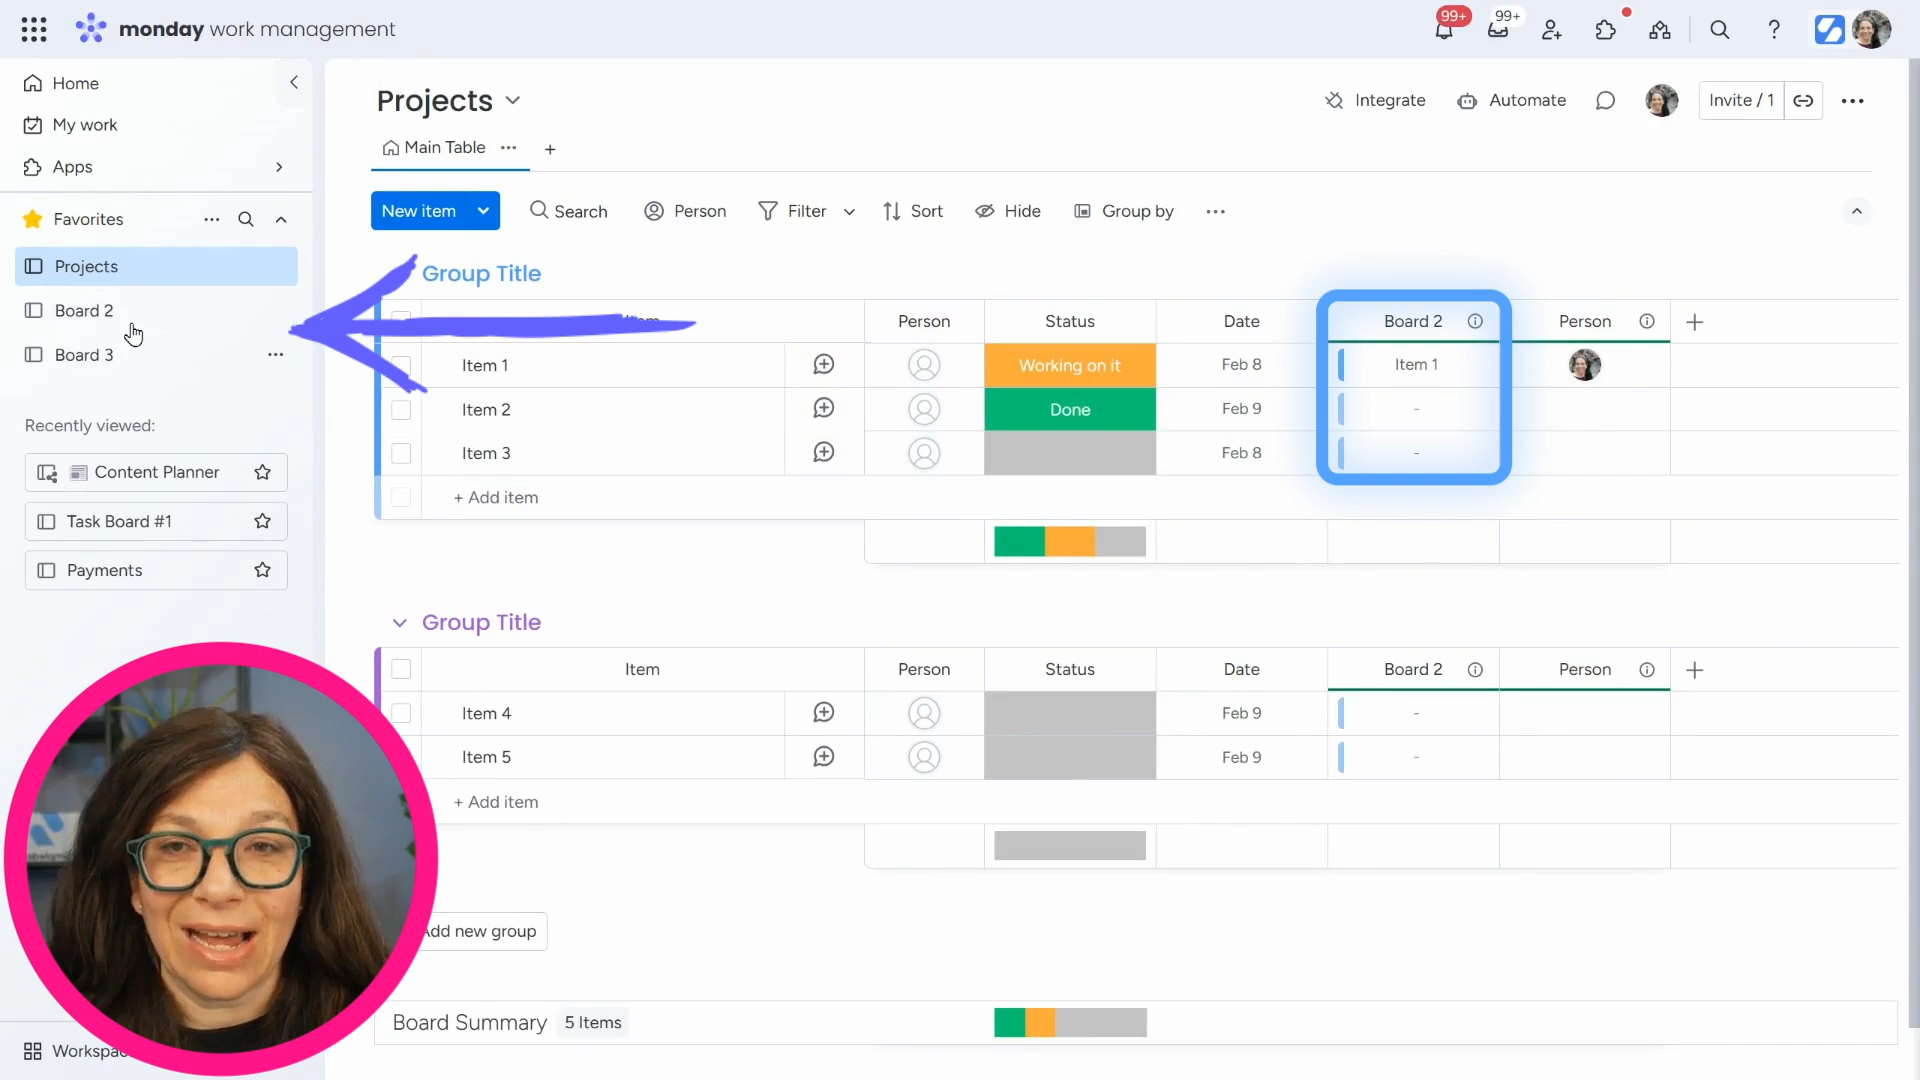 monday work management
99+
99+
Home
My work
Apps
Favorites
Projects
Board 2
Board 3
Recently viewed:
Content Planner
Task Board #1
Payments
Projects
Integrate
Automate
Invite / 1
Main Table
New item
Search
Person
Filter
Sort
Hide
Group by
Group Title
Person Status Date Board 2 Person
Item 1 Working on it Feb 8 Item 1
Item 2 Done Feb 9 -
Item 3 Feb 8 -
+ Add item
Group Title
Item Person Status Date Board 2 Person
Item 4 Feb 9 -
Item 5 Feb 9 -
+ Add item
Add new group
Board Summary 5 Items